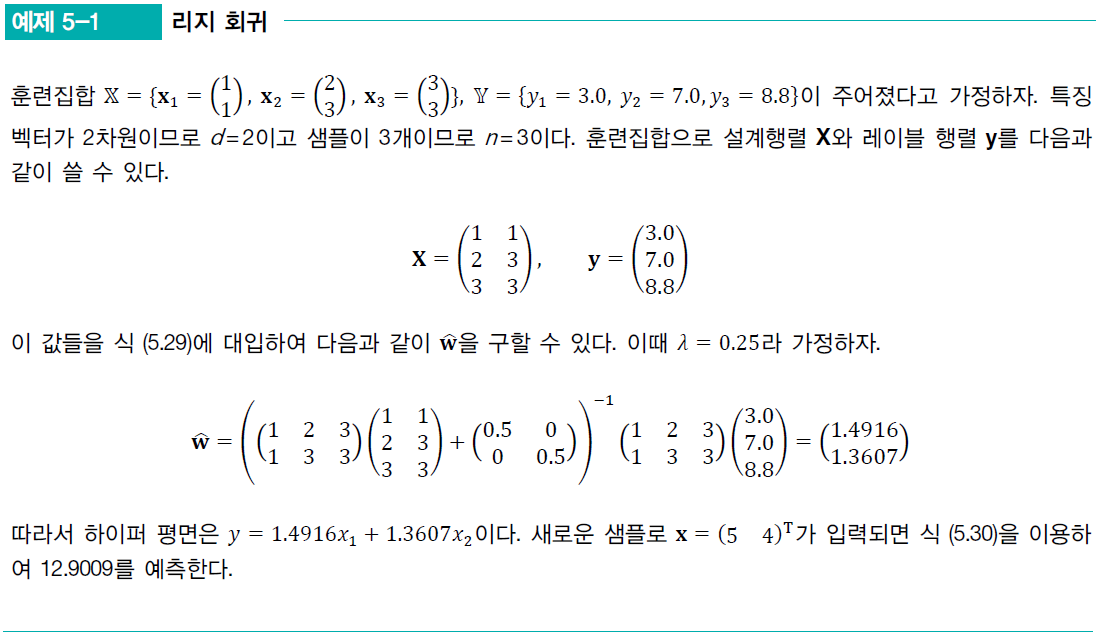 예제 5-1 리지 회귀
훈련집합 𝕏 = {𝐱₁ = (1 1), 𝐱₂ = (2 3), 𝐱₃ = (3 3)}, 𝕐 = {y₁ = 3.0, y₂ = 7.0, y₃ = 8.8}이 주어졌다고 가정하자. 특징
벡터가 2차원이므로 d=2이고 샘플이 3개이므로 n=3이다. 훈련집합으로 설계행렬 𝐗와 레이블 행렬 𝐲를 다음과
같이 쓸 수 있다.
𝐗 = (1 1; 2 3; 3 3), 𝐲 = (3.0; 7.0; 8.8)
이 값들을 식 (5.29)에 대입하여 다음과 같이 ŵ을 구할 수 있다. 이때 λ = 0.25라 가정하자.
ŵ = ((1 2 3; 1 3 3)(1 1; 2 3; 3 3) + (0.5 0; 0 0.5))⁻¹ (1 2 3; 1 3 3)(3.0; 7.0; 8.8) = (1.4916; 1.3607)
따라서 하이퍼 평면은 y = 1.4916x₁ + 1.3607x₂이다. 새로운 샘플로 𝐱 = (5 4)ᵀ가 입력되면 식 (5.30)을 이용하
여 12.9009를 예측한다.